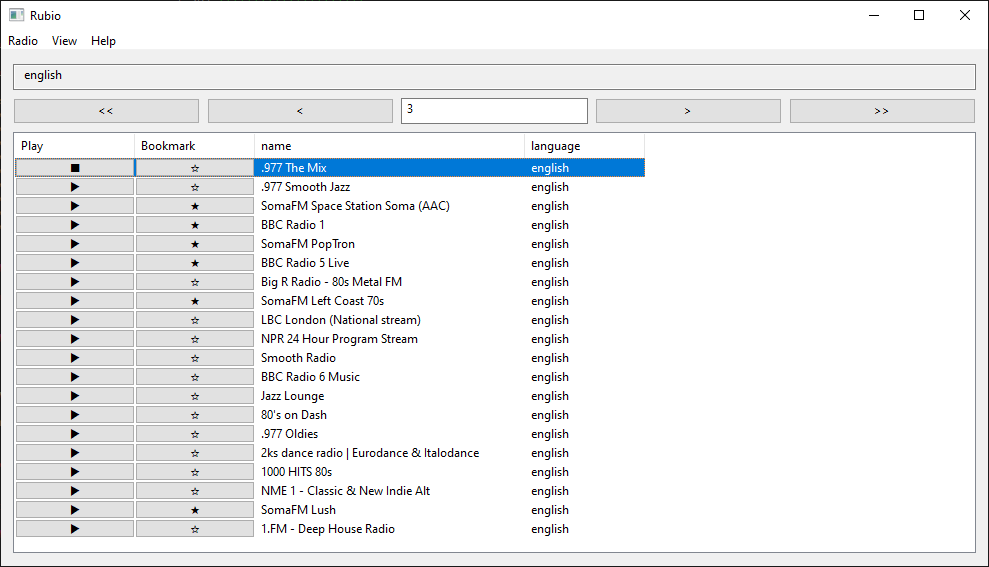 Rubio
Radio View Help
english
<< < 3 > >>
Play Bookmark name language
■ ☆ .977 The Mix english
▶ ☆ .977 Smooth Jazz english
▶ ★ SomaFM Space Station Soma (AAC) english
▶ ★ BBC Radio 1 english
▶ ★ SomaFM PopTron english
▶ ★ BBC Radio 5 Live english
▶ ☆ Big R Radio - 80s Metal FM english
▶ ★ SomaFM Left Coast 70s english
▶ ☆ LBC London (National stream) english
▶ ☆ NPR 24 Hour Program Stream english
▶ ☆ Smooth Radio english
▶ ☆ BBC Radio 6 Music english
▶ ☆ Jazz Lounge english
▶ ☆ 80's on Dash english
▶ ☆ .977 Oldies english
▶ ☆ 2ks dance radio | Eurodance & Italodance english
▶ ☆ 1000 HITS 80s english
▶ ☆ NME 1 - Classic & New Indie Alt english
▶ ★ SomaFM Lush english
▶ ☆ 1.FM - Deep House Radio english